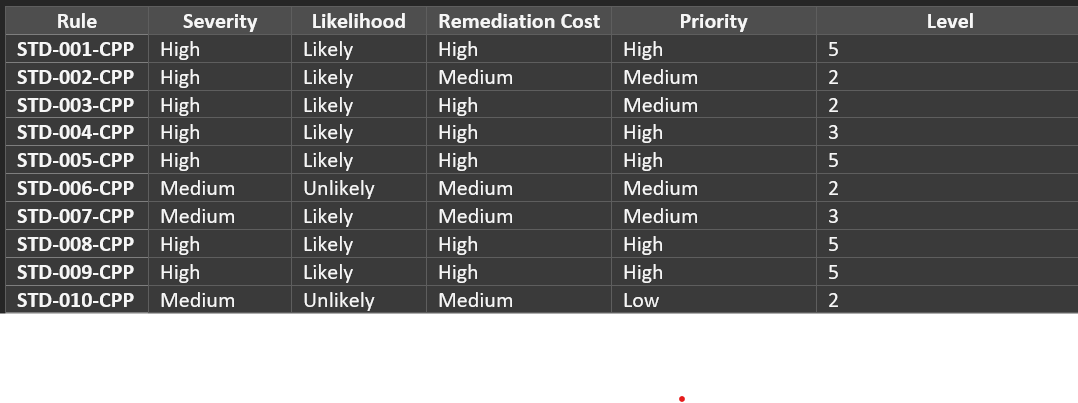 Rule Severity Likelihood Remediation Cost Priority Level
STD-001-CPP High Likely High High 5
STD-002-CPP High Likely Medium Medium 2
STD-003-CPP High Likely High Medium 2
STD-004-CPP High Likely High High 3
STD-005-CPP High Likely High High 5
STD-006-CPP Medium Unlikely Medium Medium 2
STD-007-CPP Medium Likely Medium Medium 3
STD-008-CPP High Likely High High 5
STD-009-CPP High Likely High High 5
STD-010-CPP Medium Unlikely Medium Low 2